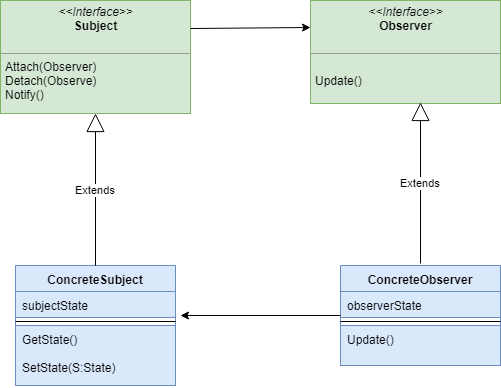 <<Interface>>
Subject
Attach(Observer)
Detach(Observe)
Notify()
<<Interface>>
Observer
Update()
Extends
Extends
ConcreteSubject
subjectState
GetState()
SetState(S:State)
ConcreteObserver
observerState
Update()